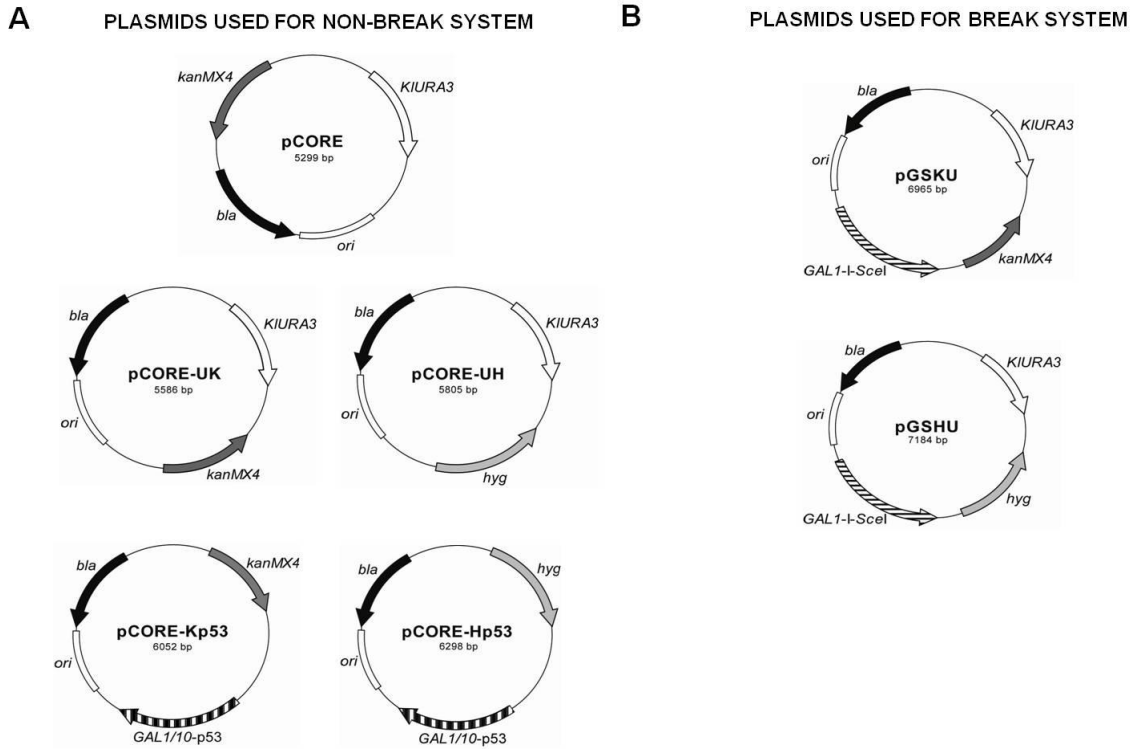 A
PLASMIDS USED FOR NON-BREAK SYSTEM
kanMX4
KlURA3
pCORE
5299 bp
bla
ori
bla
KlURA3
pCORE-UK
5586 bp
ori
kanMX4
bla
KlURA3
pCORE-UH
5805 bp
ori
hyg
bla
kanMX4
pCORE-Kp53
6052 bp
ori
GAL1/10-p53
bla
hyg
pCORE-Hp53
6298 bp
ori
GAL1/10-p53
B
PLASMIDS USED FOR BREAK SYSTEM
bla
KlURA3
ori
pGSKU
6965 bp
GAL1-I-SceI
kanMX4
bla
KlURA3
ori
pGSHU
7184 bp
GAL1-I-SceI
hyg